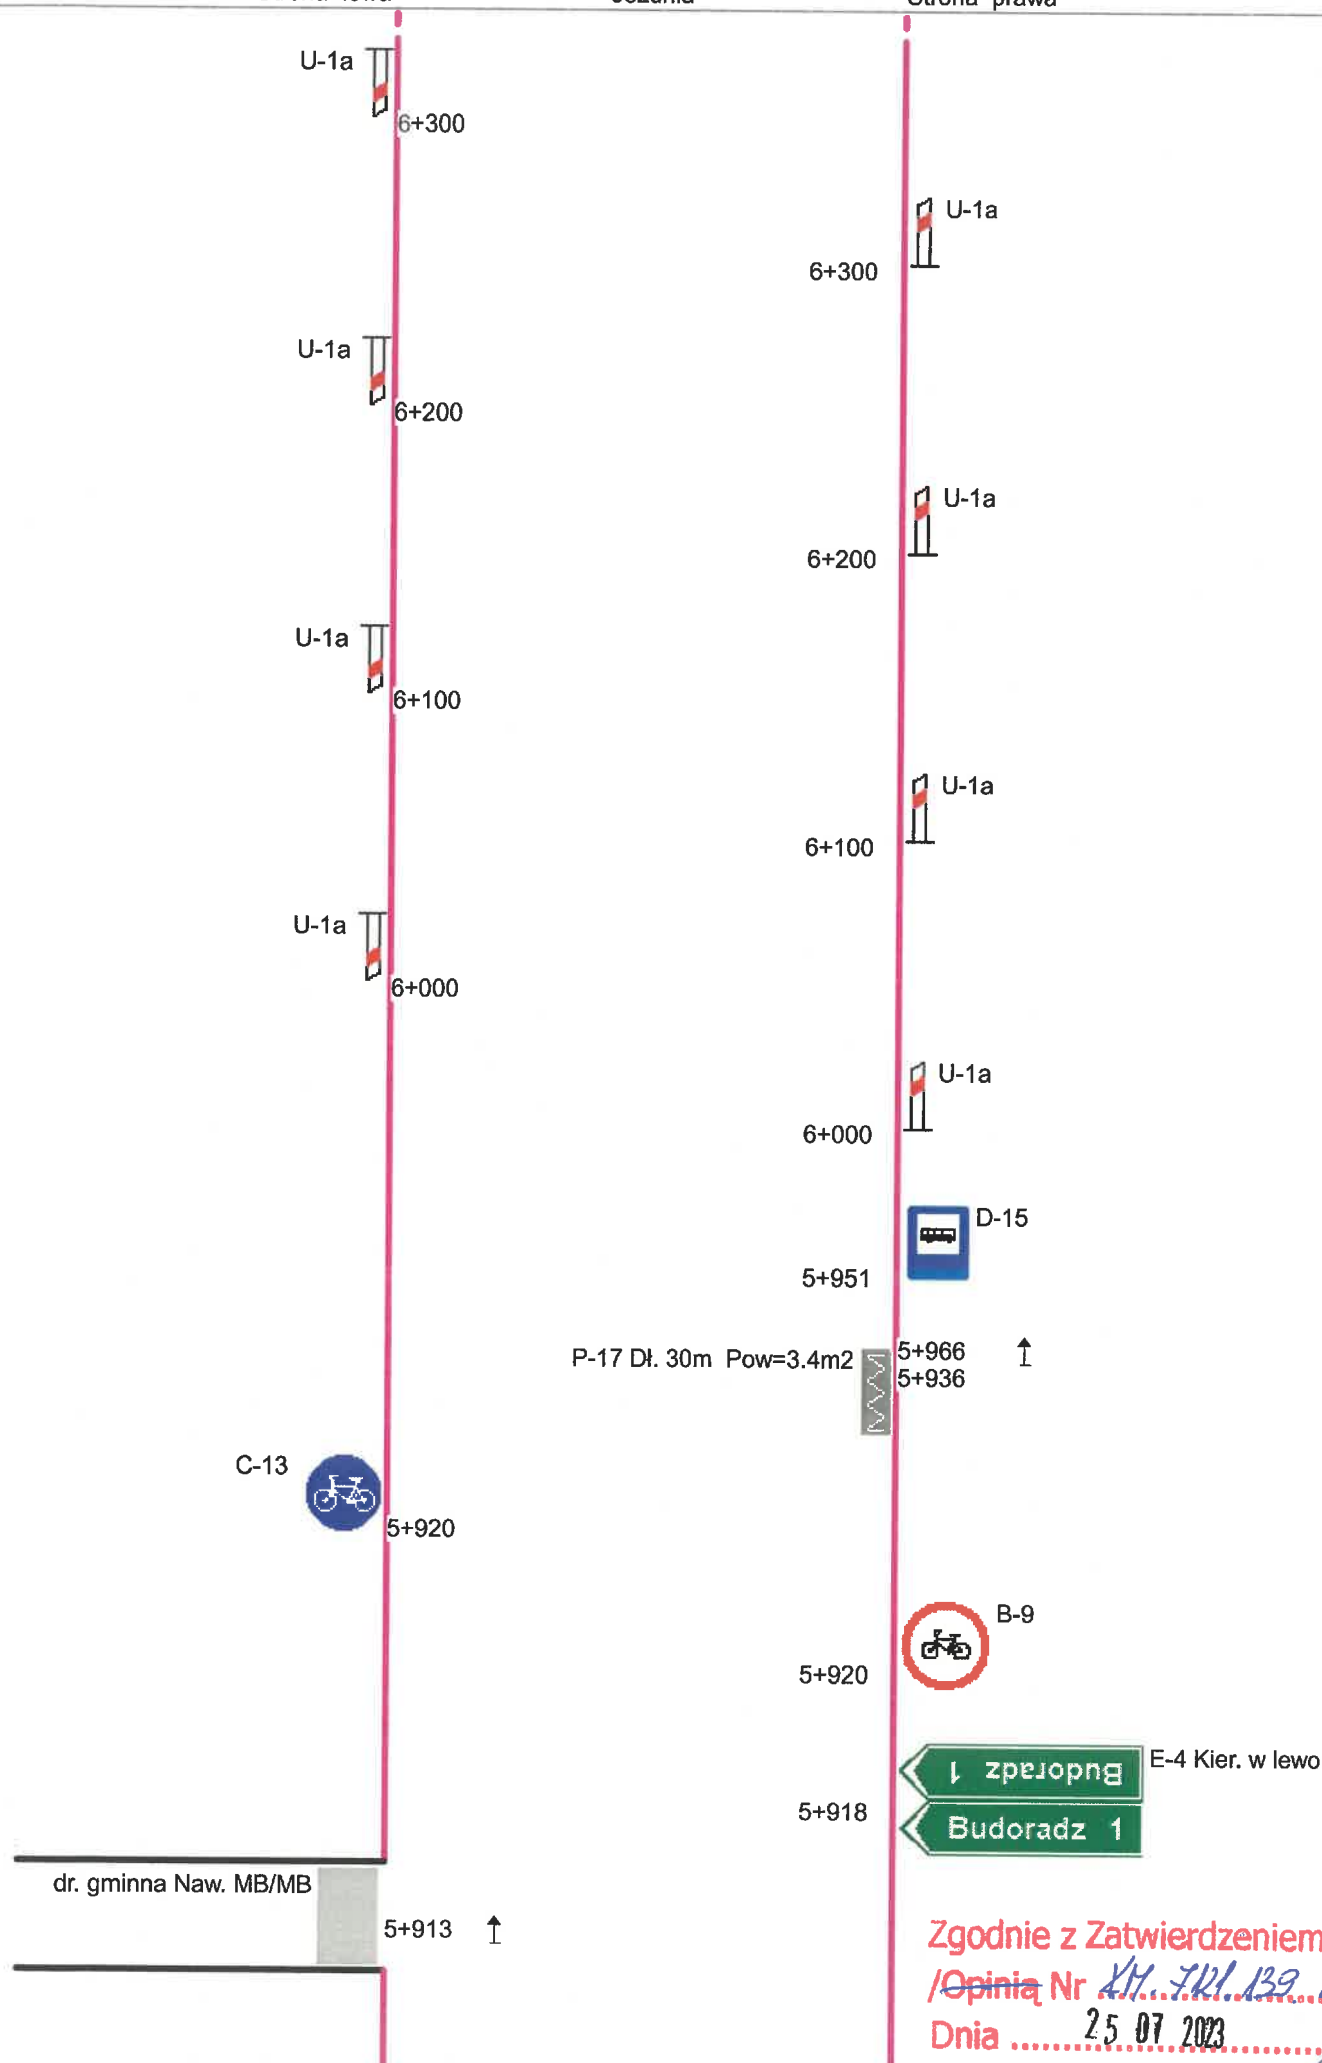 Strona prawa
U-1a
6+300
U-1a
6+300
U-1a
6+200
U-1a
6+200
U-1a
6+100
U-1a
6+100
U-1a
6+000
U-1a
6+000
D-15
5+951
P-17 Dł. 30m Pow=3.4m2
5+966
5+936
C-13
5+920
B-9
5+920
E-4 Kier. w lewo
Budoradz 1
5+918
Budoradz 1
dr. gminna Naw. MB/MB
5+913
Zgodnie z Zatwierdzeniem
/Opinią Nr
Dnia 25 07 2023